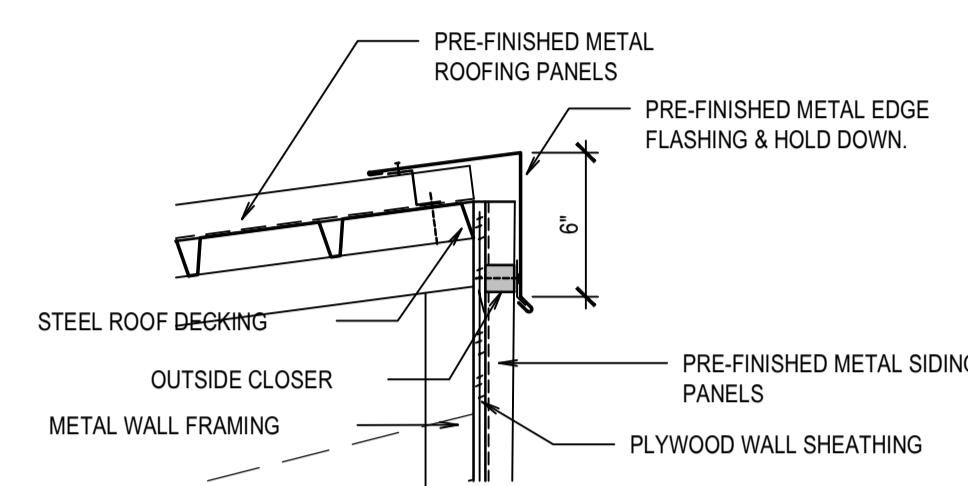 PRE-FINISHED METAL
ROOFING PANELS
PRE-FINISHED METAL EDGE
FLASHING & HOLD DOWN.
6"
STEEL ROOF DECKING
OUTSIDE CLOSER
PRE-FINISHED METAL SIDING
PANELS
METAL WALL FRAMING
PLYWOOD WALL SHEATHING